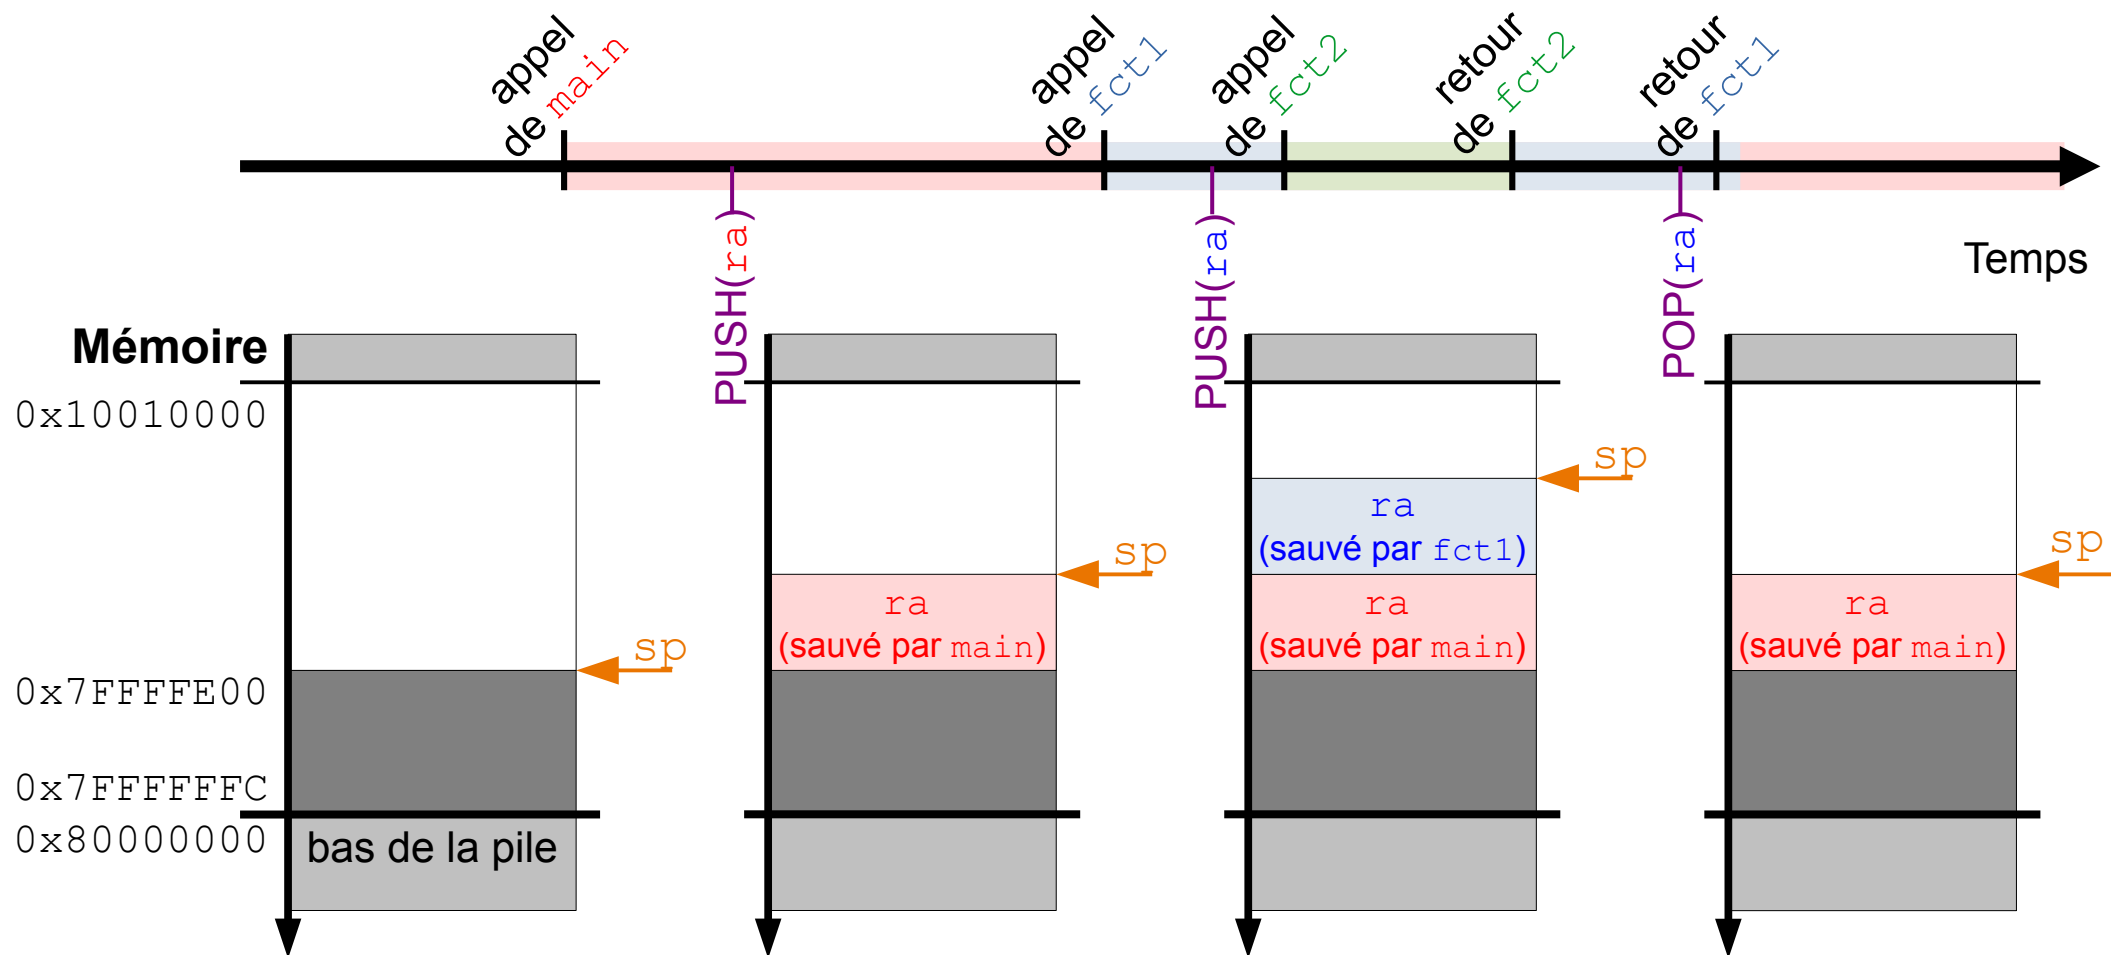 appel
de main
appel
de fct1
appel
de fct2
retour
de fct2
retour
de fct1
PUSH(ra)
PUSH(ra)
POP(ra)
Temps
Mémoire
0x10010000
0x7FFFFE00
0x7FFFFFFC
0x80000000
bas de la pile
sp
sp
ra
(sauvé par main)
sp
ra
(sauvé par fct1)
ra
(sauvé par main)
sp
ra
(sauvé par main)